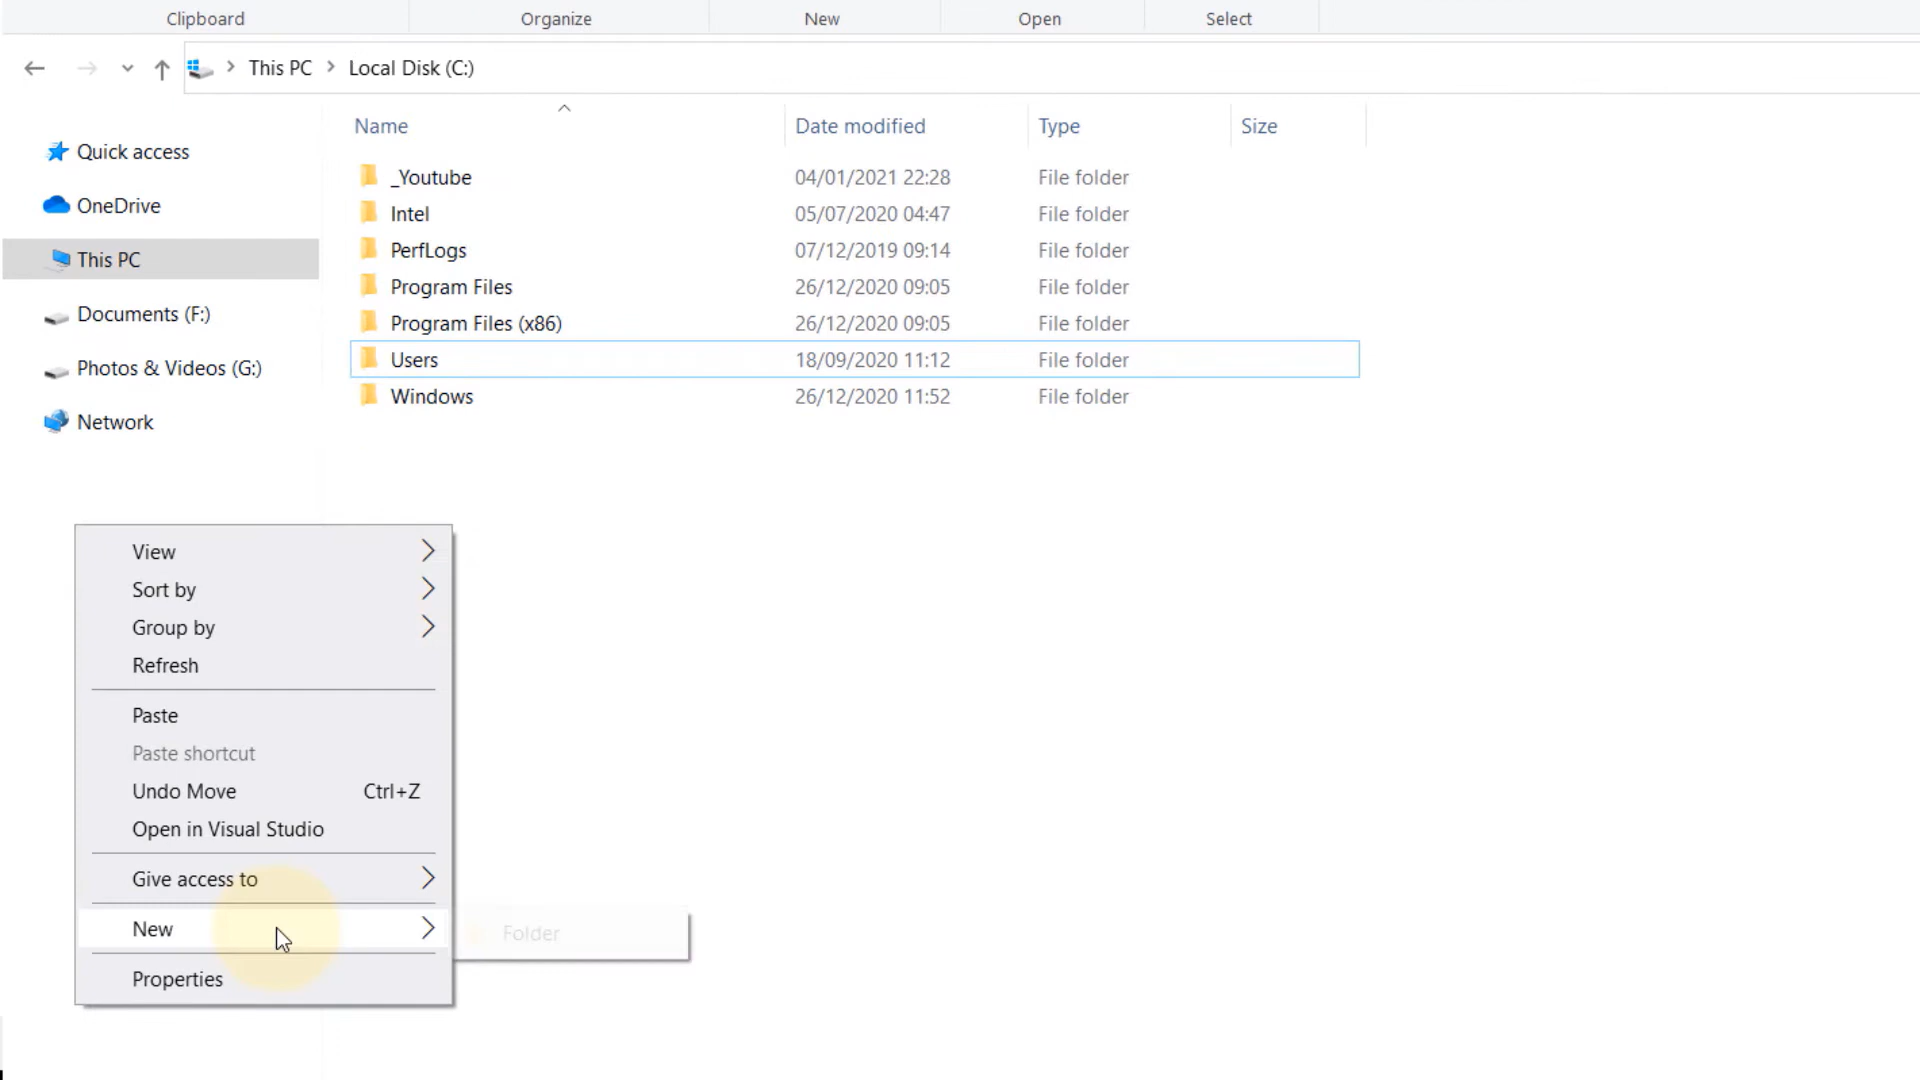 Clipboard Organize New Open Select
This PC Local Disk (C:)
Name Date modified Type Size
Quick access
OneDrive
This PC
Documents (F:)
Photos & Videos (G:)
Network
_Youtube 04/01/2021 22:28 File folder
Intel 05/07/2020 04:47 File folder
PerfLogs 07/12/2019 09:14 File folder
Program Files 26/12/2020 09:05 File folder
Program Files (x86) 26/12/2020 09:05 File folder
Users 18/09/2020 11:12 File folder
Windows 26/12/2020 11:52 File folder
View
Sort by
Group by
Refresh
Paste
Paste shortcut
Undo Move Ctrl+Z
Open in Visual Studio
Give access to
New
Folder
Properties